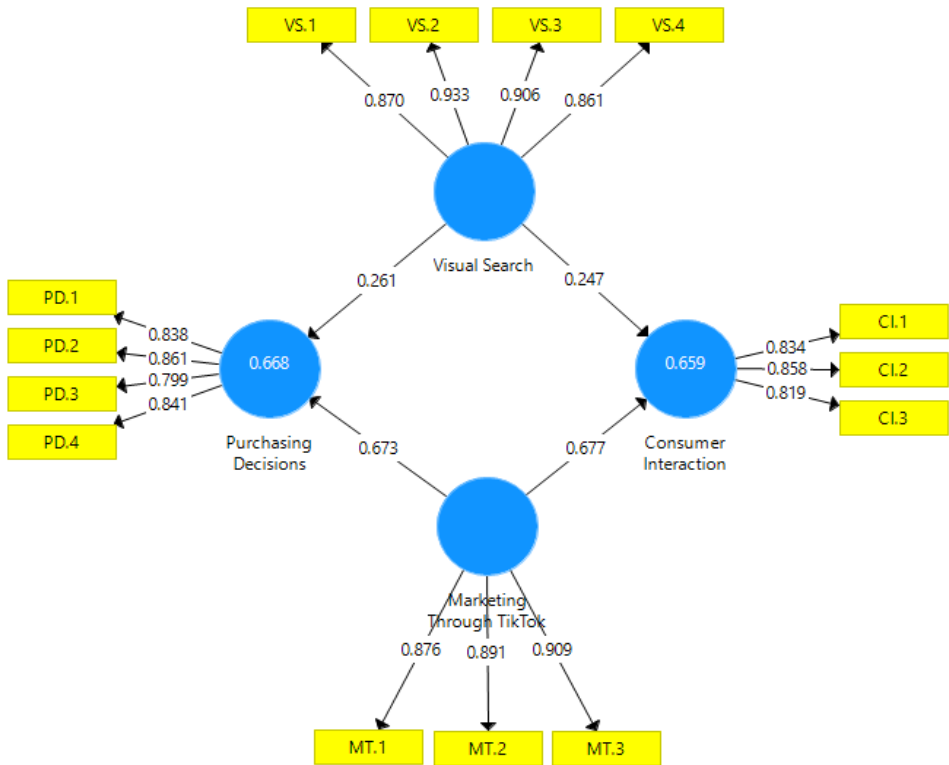 VS.1
VS.2
VS.3
VS.4
0.870
0.933
0.906
0.861
Visual Search
0.261
0.247
PD.1
PD.2
PD.3
PD.4
0.838
0.861
0.799
0.841
0.668
Purchasing
Decisions
0.659
Consumer
Interaction
0.834
0.858
0.819
CI.1
CI.2
CI.3
0.673
0.677
Marketing
Through TikTok
0.876
0.891
0.909
MT.1
MT.2
MT.3